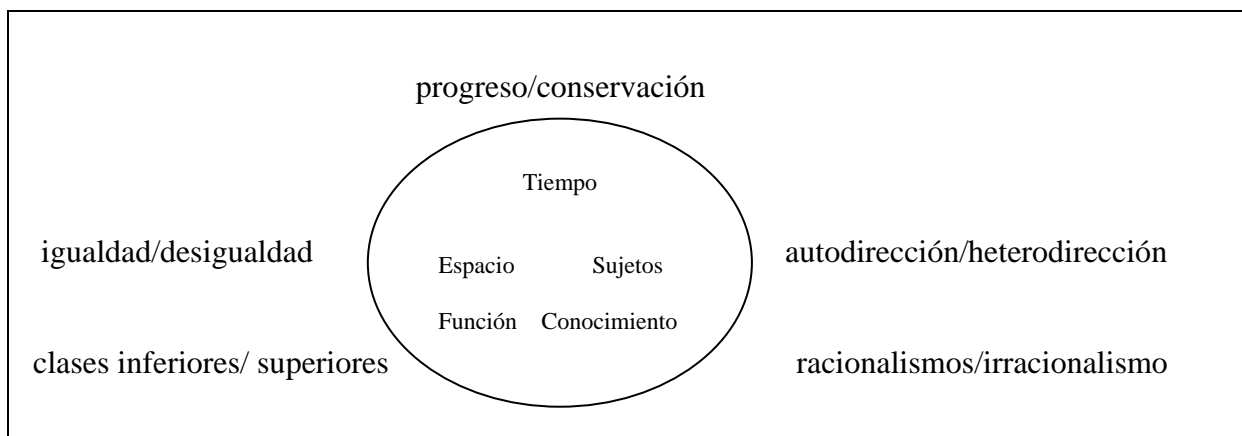 progreso/conservación
Tiempo
igualdad/desigualdad Espacio Sujetos autodirección/heterodirección
Función Conocimiento
clases inferiores/ superiores racionalismos/irracionalismo